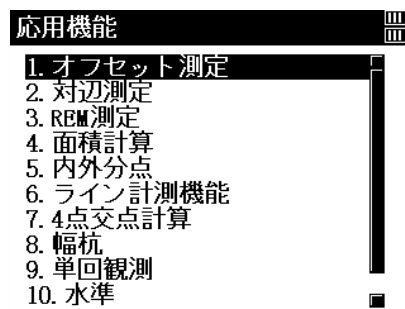 応用機能
1. オフセット測定
2. 対辺測定
3. REM測定
4. 面積計算
5. 内外分点
6. ライン計測機能
7. 4点交点計算
8. 幅杭
9. 単回観測
10. 水準